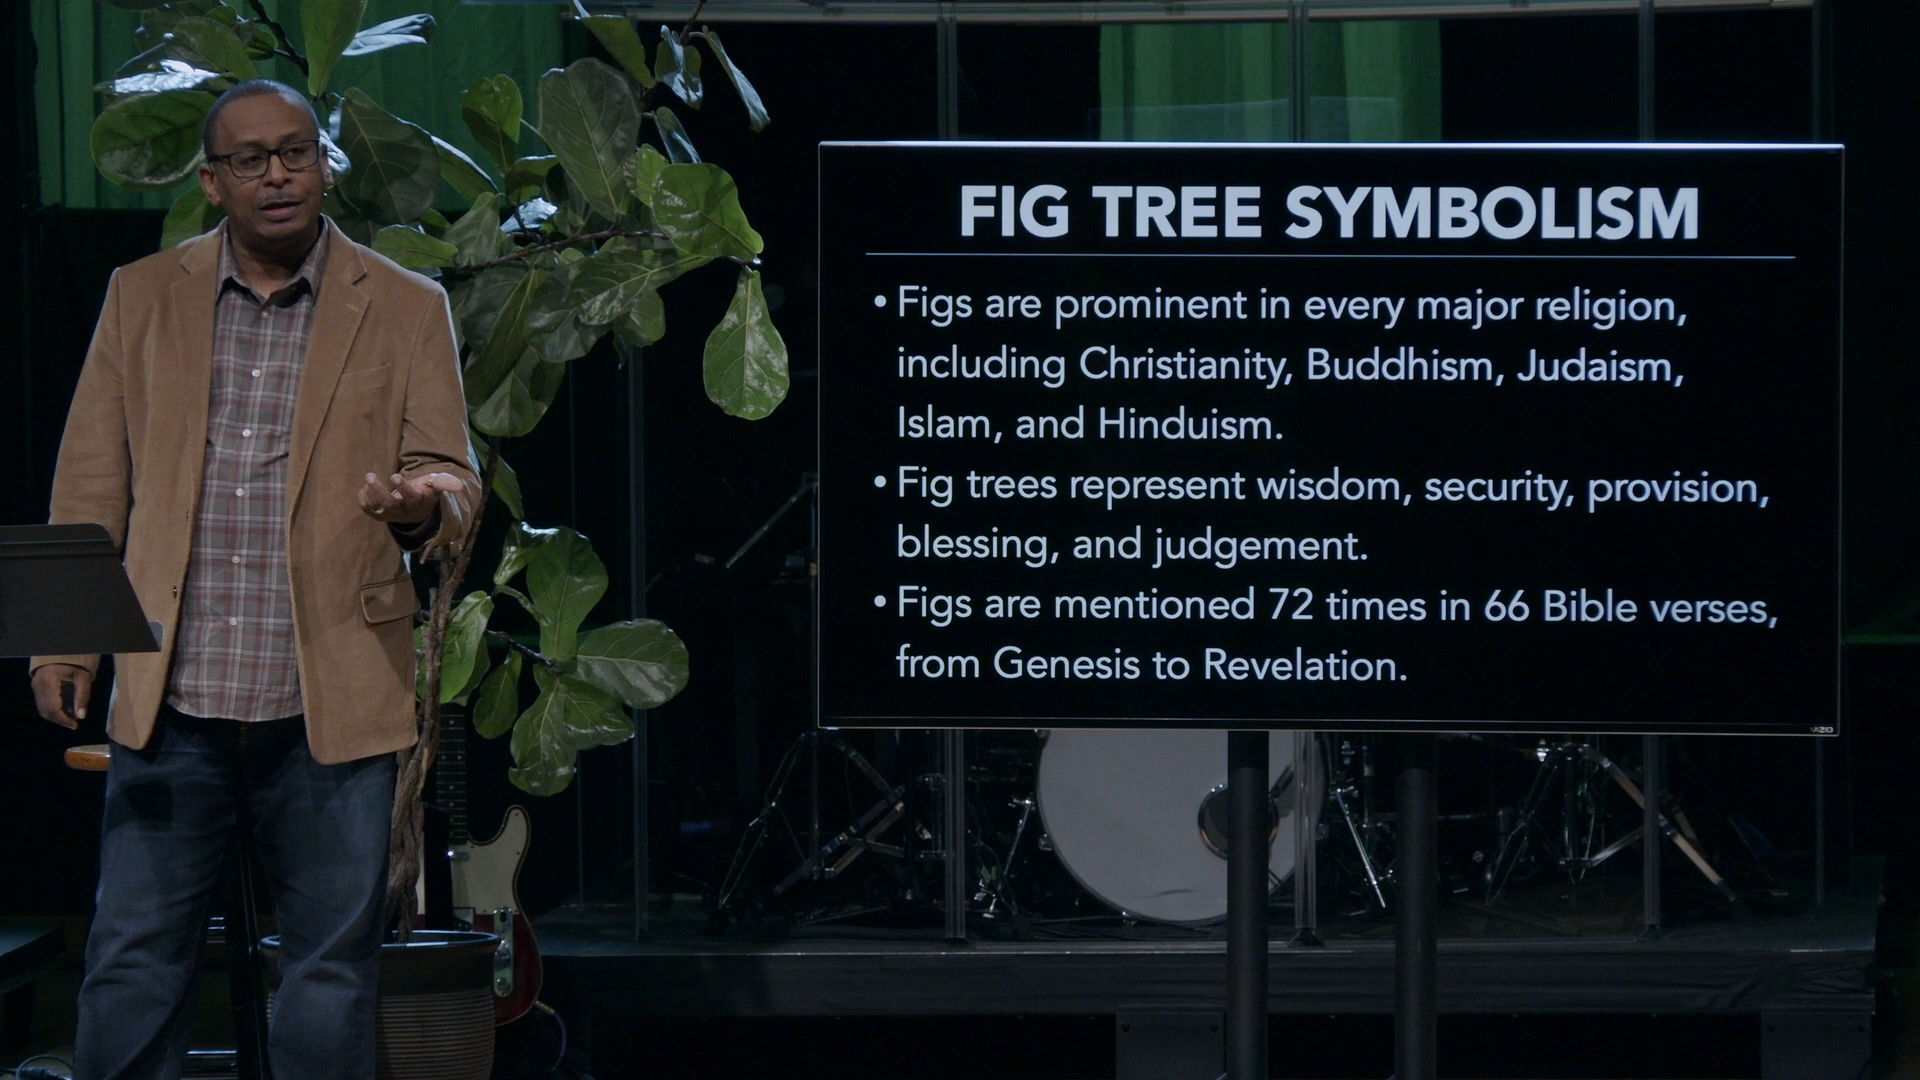 FIG TREE SYMBOLISM
• Figs are prominent in every major religion,
including Christianity, Buddhism, Judaism,
Islam, and Hinduism.
• Fig trees represent wisdom, security, provision,
blessing, and judgement.
• Figs are mentioned 72 times in 66 Bible verses,
from Genesis to Revelation.
VIZIO